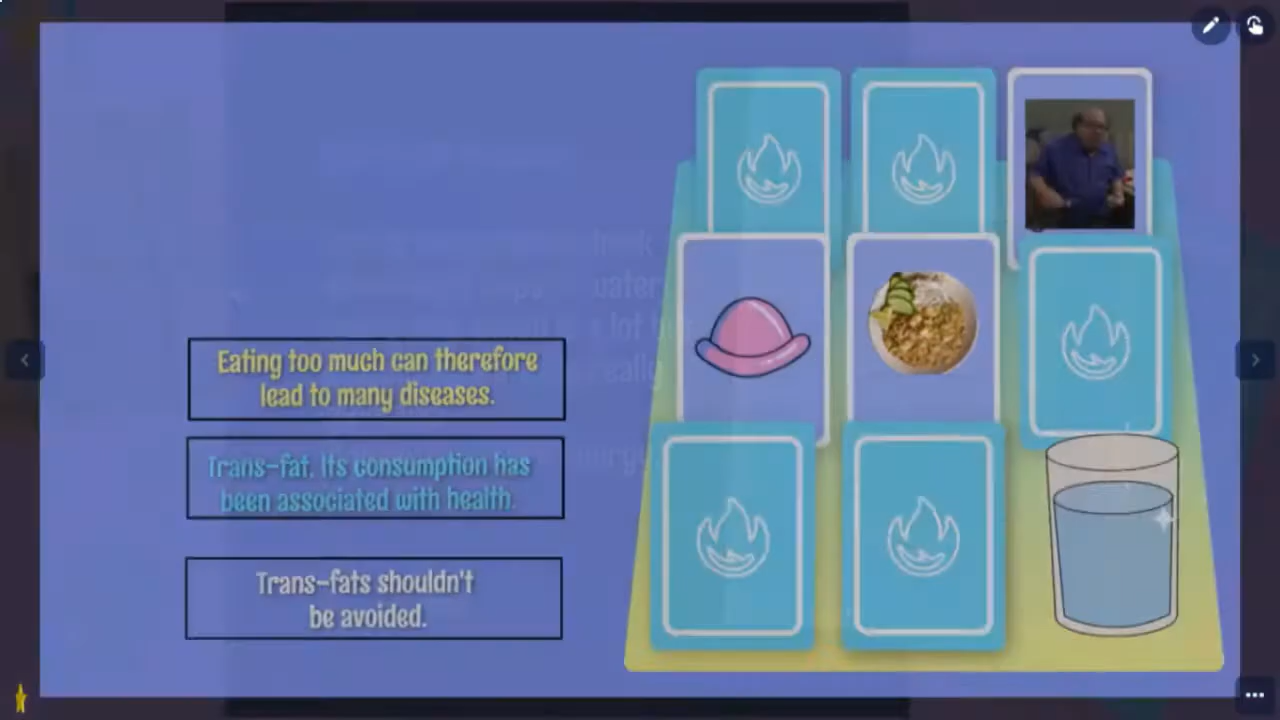 Eating too much can therefore
lead to many diseases.
Trans-fat. Its consumption has
been associated with health.
Trans-fats shouldn't
be avoided.